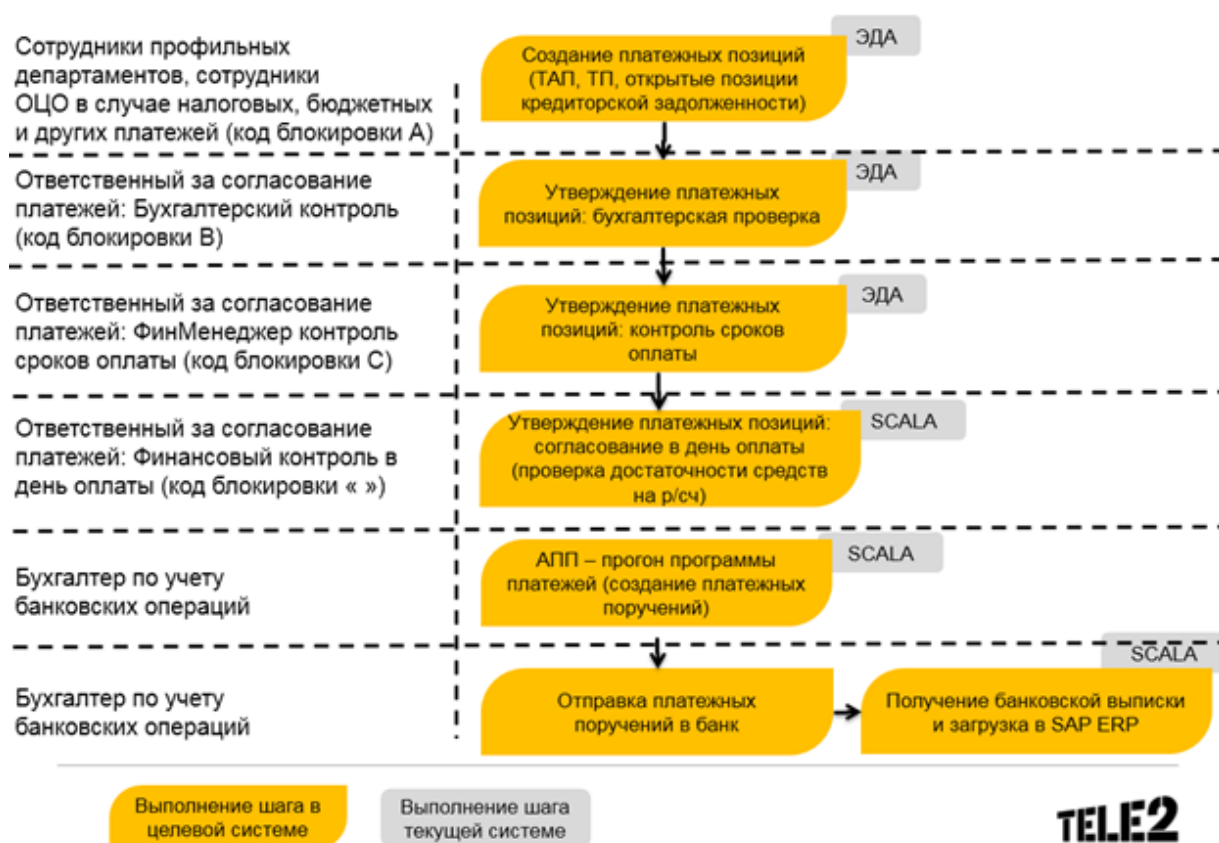 Сотрудники профильных
департаментов, сотрудники
ОЦО в случае налоговых, бюджетных
и других платежей (код блокировки А)
Создание платежных позиций
(ТАП, ТП, открытые позиции
кредиторской задолженности)
ЭДА
Ответственный за согласование
платежей: Бухгалтерский контроль
(код блокировки В)
Утверждение платежных
позиций: бухгалтерская проверка
ЭДА
Ответственный за согласование
платежей: ФинМенеджер контроль
сроков оплаты (код блокировки С)
Утверждение платежных
позиций: контроль сроков
оплаты
ЭДА
Ответственный за согласование
платежей: Финансовый контроль в
день оплаты (код блокировки « »)
Утверждение платежных позиций:
согласование в день оплаты
(проверка достаточности средств
на р/сч)
SCALA
Бухгалтер по учету
банковских операций
АПП – прогон программы
платежей (создание платежных
поручений)
SCALA
Бухгалтер по учету
банковских операций
Отправка платежных
поручений в банк
SCALA
Получение банковской выписки
и загрузка в SAP ERP
Выполнение шага в
целевой системе
Выполнение шага
текущей системе
TELE2